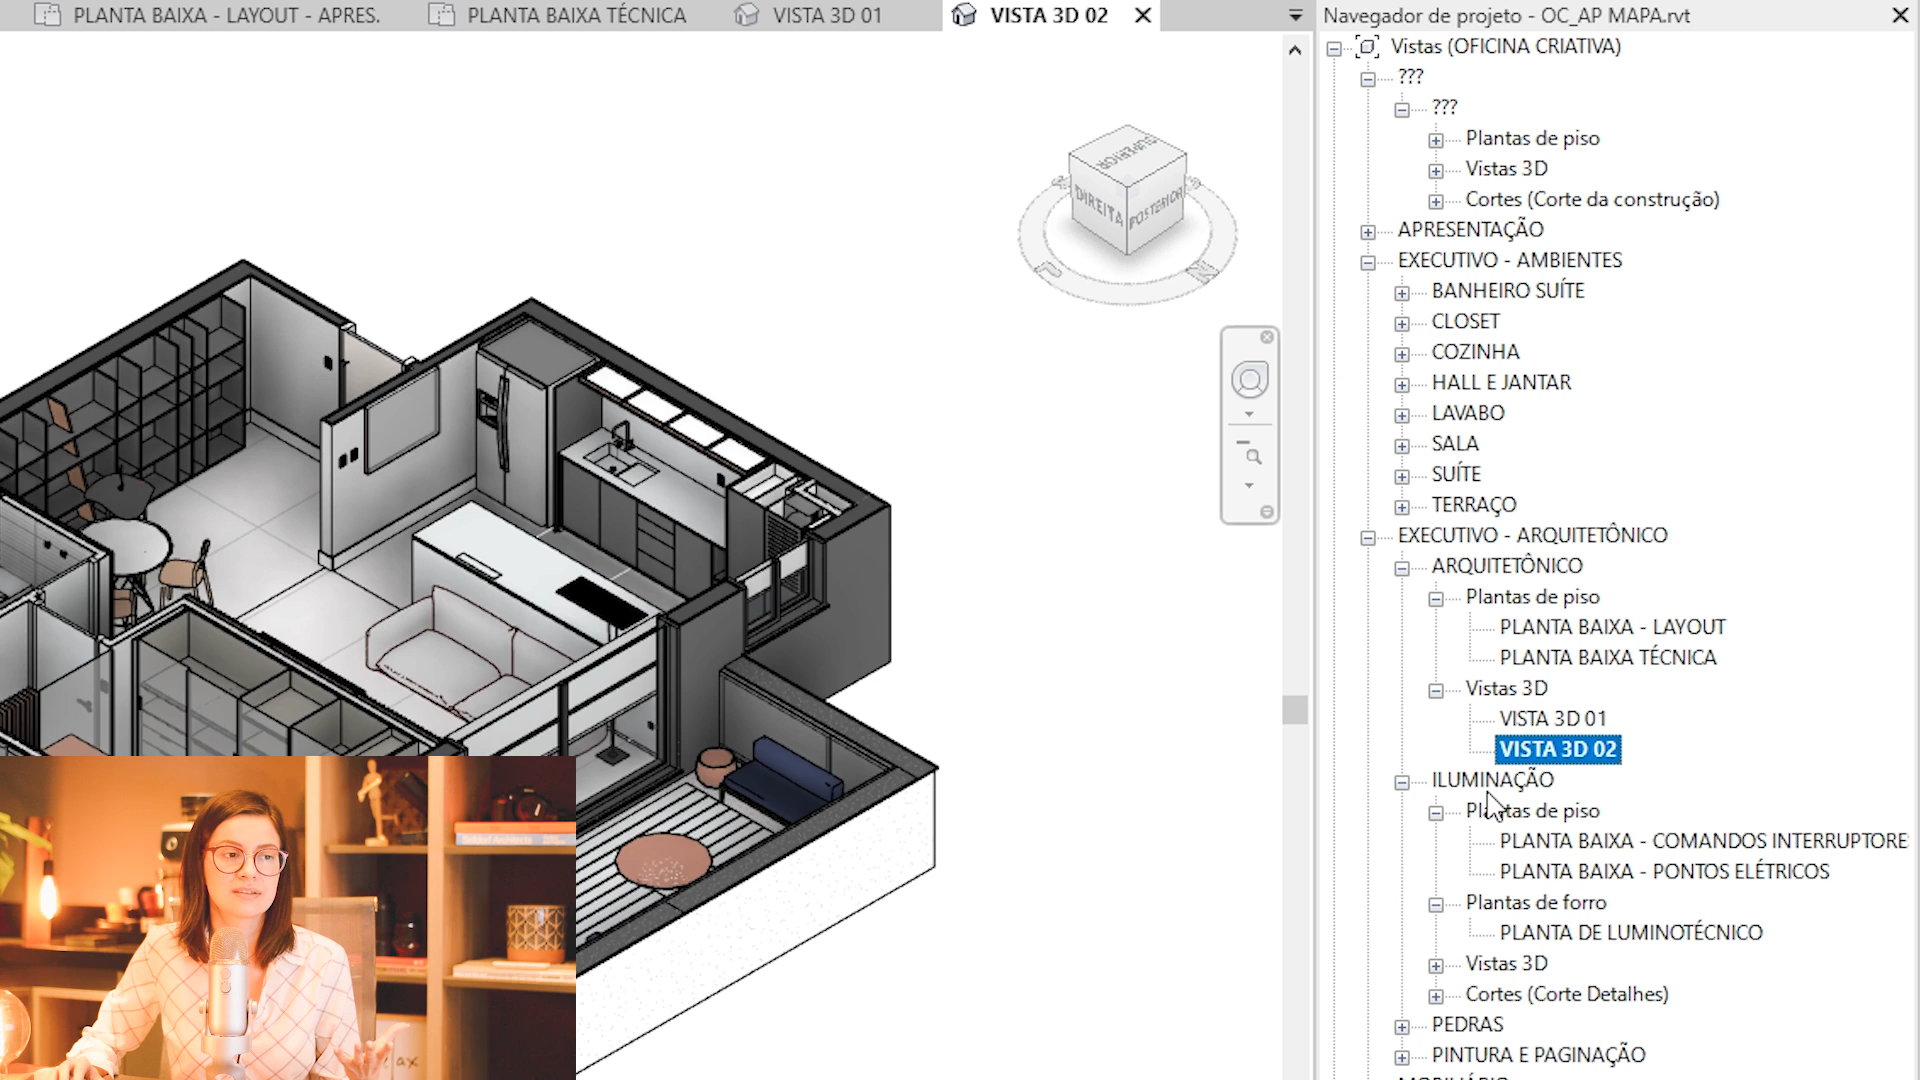 PLANTA BAIXA - LAYOUT - APRES.
PLANTA BAIXA TÉCNICA
VISTA 3D 01
VISTA 3D 02
Navegador de projeto - OC_AP MAPA.rvt
Vistas (OFICINA CRIATIVA)
???
???
Plantas de piso
Vistas 3D
Cortes (Corte da construção)
APRESENTAÇÃO
EXECUTIVO - AMBIENTES
BANHEIRO SUÍTE
CLOSET
COZINHA
HALL E JANTAR
LAVABO
SALA
SUÍTE
TERRAÇO
EXECUTIVO - ARQUITETÔNICO
ARQUITETÔNICO
Plantas de piso
PLANTA BAIXA - LAYOUT
PLANTA BAIXA TÉCNICA
Vistas 3D
VISTA 3D 01
VISTA 3D 02
ILUMINAÇÃO
Plantas de piso
PLANTA BAIXA - COMANDOS INTERRUPTORE
PLANTA BAIXA - PONTOS ELÉTRICOS
Plantas de forro
PLANTA DE LUMINOTÉCNICO
Vistas 3D
Cortes (Corte Detalhes)
PEDRAS
PINTURA E PAGINAÇÃO
MOBILIÁRIO
SUPERIOR
DIREITA
POSTERIOR
P
N